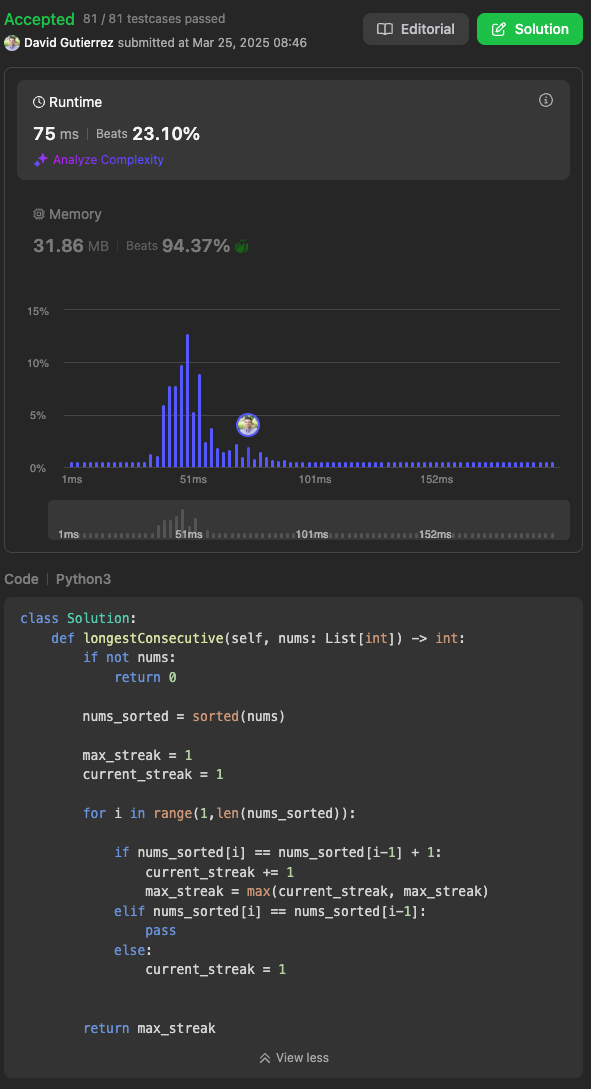 Accepted 81 / 81 testcases passed
David Gutierrez submitted at Mar 25, 2025 08:46
Editorial
Solution
Runtime
75 ms | Beats 23.10%
Analyze Complexity
Memory
31.86 MB | Beats 94.37%
15%
10%
5%
0%
1ms 51ms 101ms 152ms
1ms 51ms 101ms 152ms
Code | Python3
class Solution:
    def longestConsecutive(self, nums: List[int]) -> int:
        if not nums:
            return 0
        nums_sorted = sorted(nums)
        max_streak = 1
        current_streak = 1
        for i in range(1,len(nums_sorted)):
            if nums_sorted[i] == nums_sorted[i-1] + 1:
                current_streak += 1
                max_streak = max(current_streak, max_streak)
            elif nums_sorted[i] == nums_sorted[i-1]:
                pass
            else:
                current_streak = 1
        return max_streak
View less